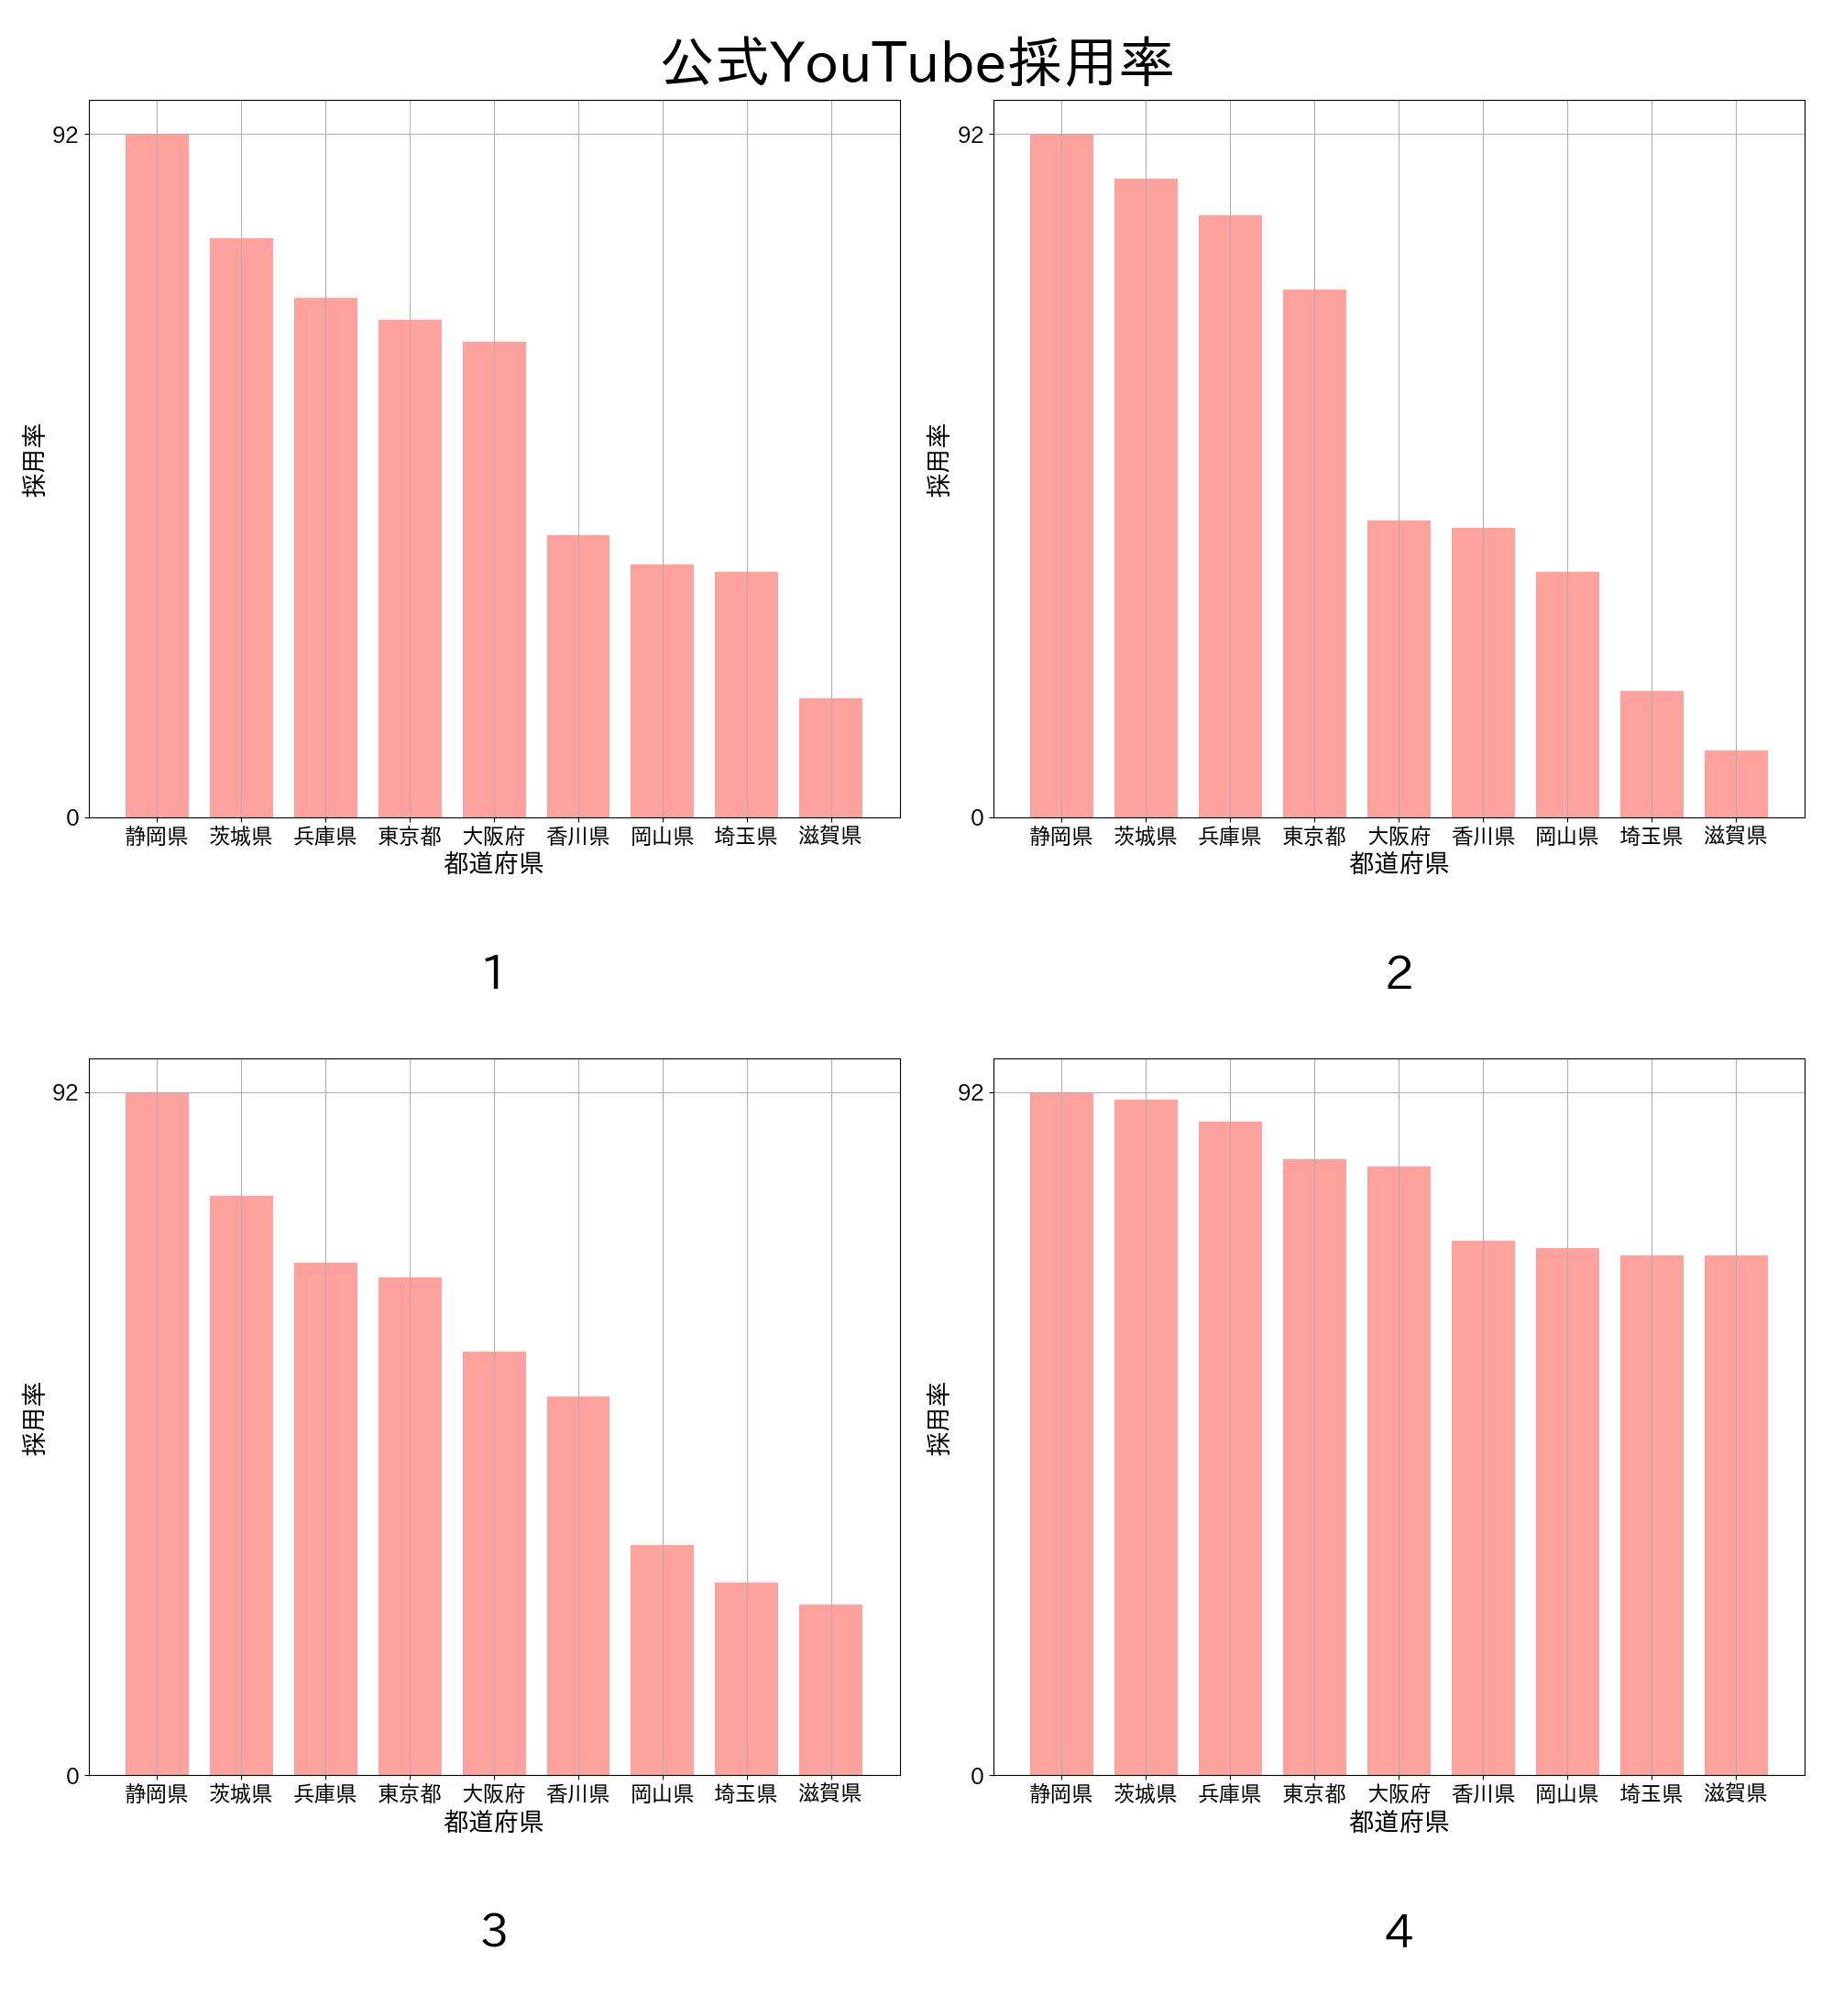 公式YouTube採用率
92
0
採用率
静岡県 茨城県 兵庫県 東京都 大阪府 香川県 岡山県 埼玉県 滋賀県
都道府県
1
92
0
採用率
静岡県 茨城県 兵庫県 東京都 大阪府 香川県 岡山県 埼玉県 滋賀県
都道府県
2
92
0
採用率
静岡県 茨城県 兵庫県 東京都 大阪府 香川県 岡山県 埼玉県 滋賀県
都道府県
3
92
0
採用率
静岡県 茨城県 兵庫県 東京都 大阪府 香川県 岡山県 埼玉県 滋賀県
都道府県
4